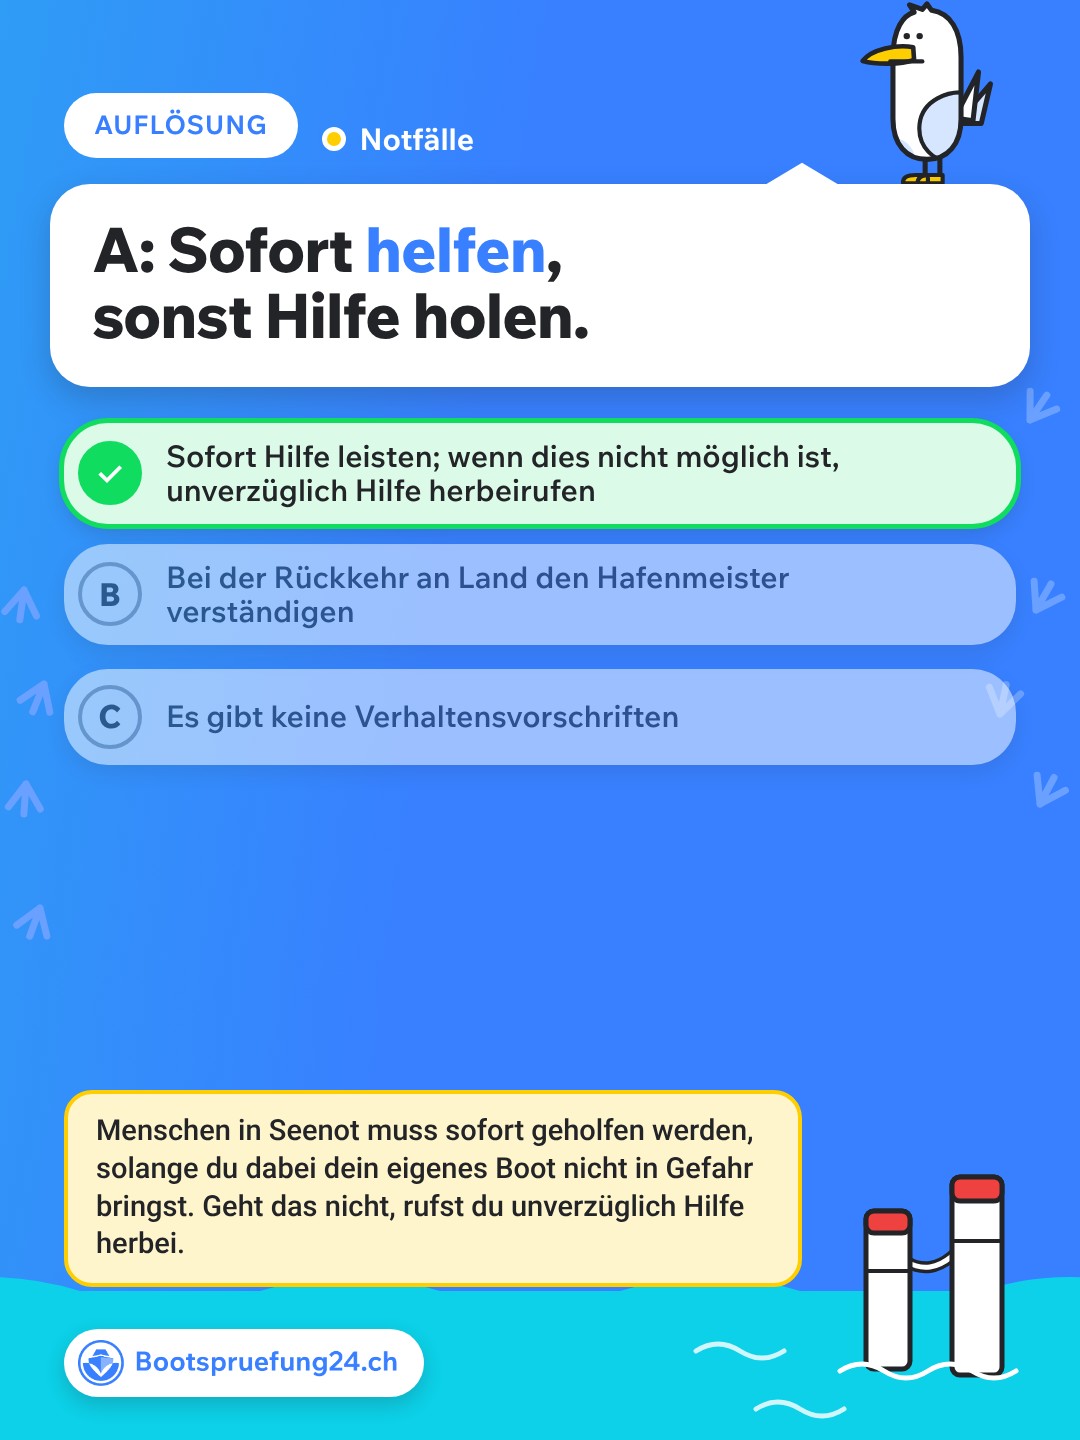 AUFLÖSUNG
Notfälle
A: Sofort helfen,
sonst Hilfe holen.
Sofort Hilfe leisten; wenn dies nicht möglich ist,
unverzüglich Hilfe herbeirufen
B
Bei der Rückkehr an Land den Hafenmeister
verständigen
C
Es gibt keine Verhaltensvorschriften
Menschen in Seenot muss sofort geholfen werden,
solange du dabei dein eigenes Boot nicht in Gefahr
bringst. Geht das nicht, rufst du unverzüglich Hilfe
herbei.
Bootspruefung24.ch